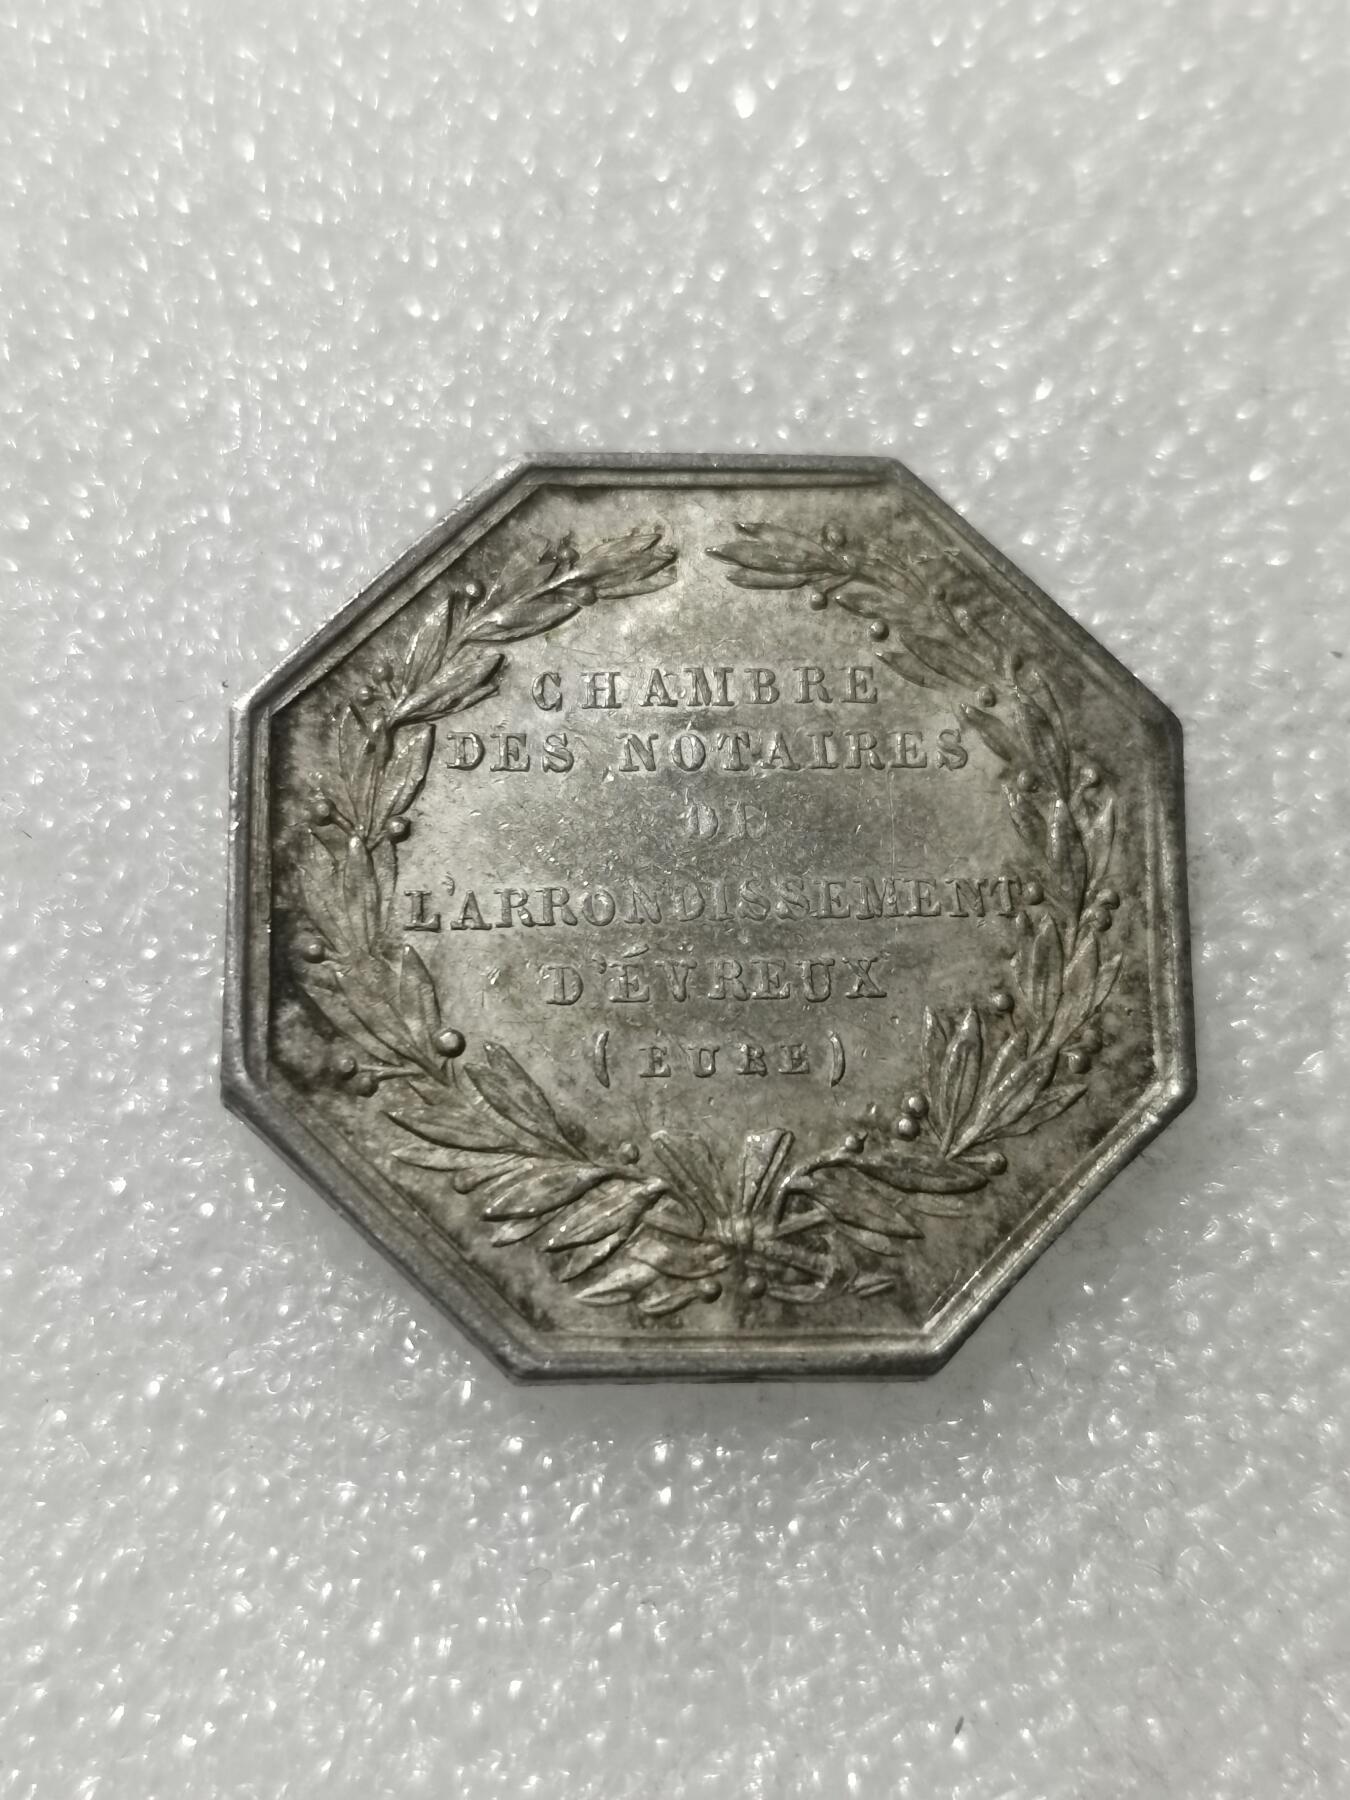 CHAMBRE
DES NOTAIRES
DE
L'ARRONDISSEMENT
D'ÉVREUX
(EURE)